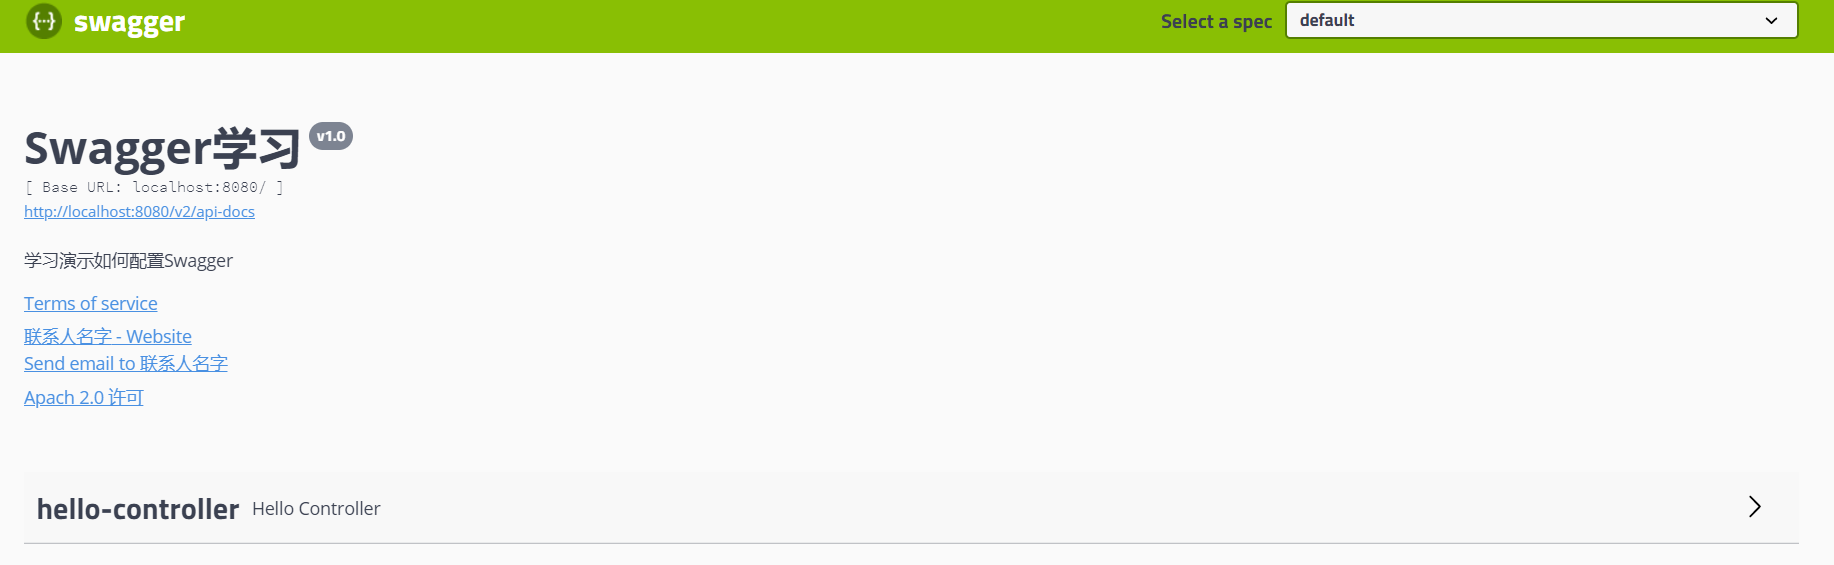 swagger
Select a spec default
Swagger学习 v1.0
[ Base URL: localhost:8080/ ]
http://localhost:8080/v2/api-docs
学习演示如何配置Swagger
Terms of service
联系人名字 - Website
Send email to 联系人名字
Apach 2.0 许可
hello-controller Hello Controller